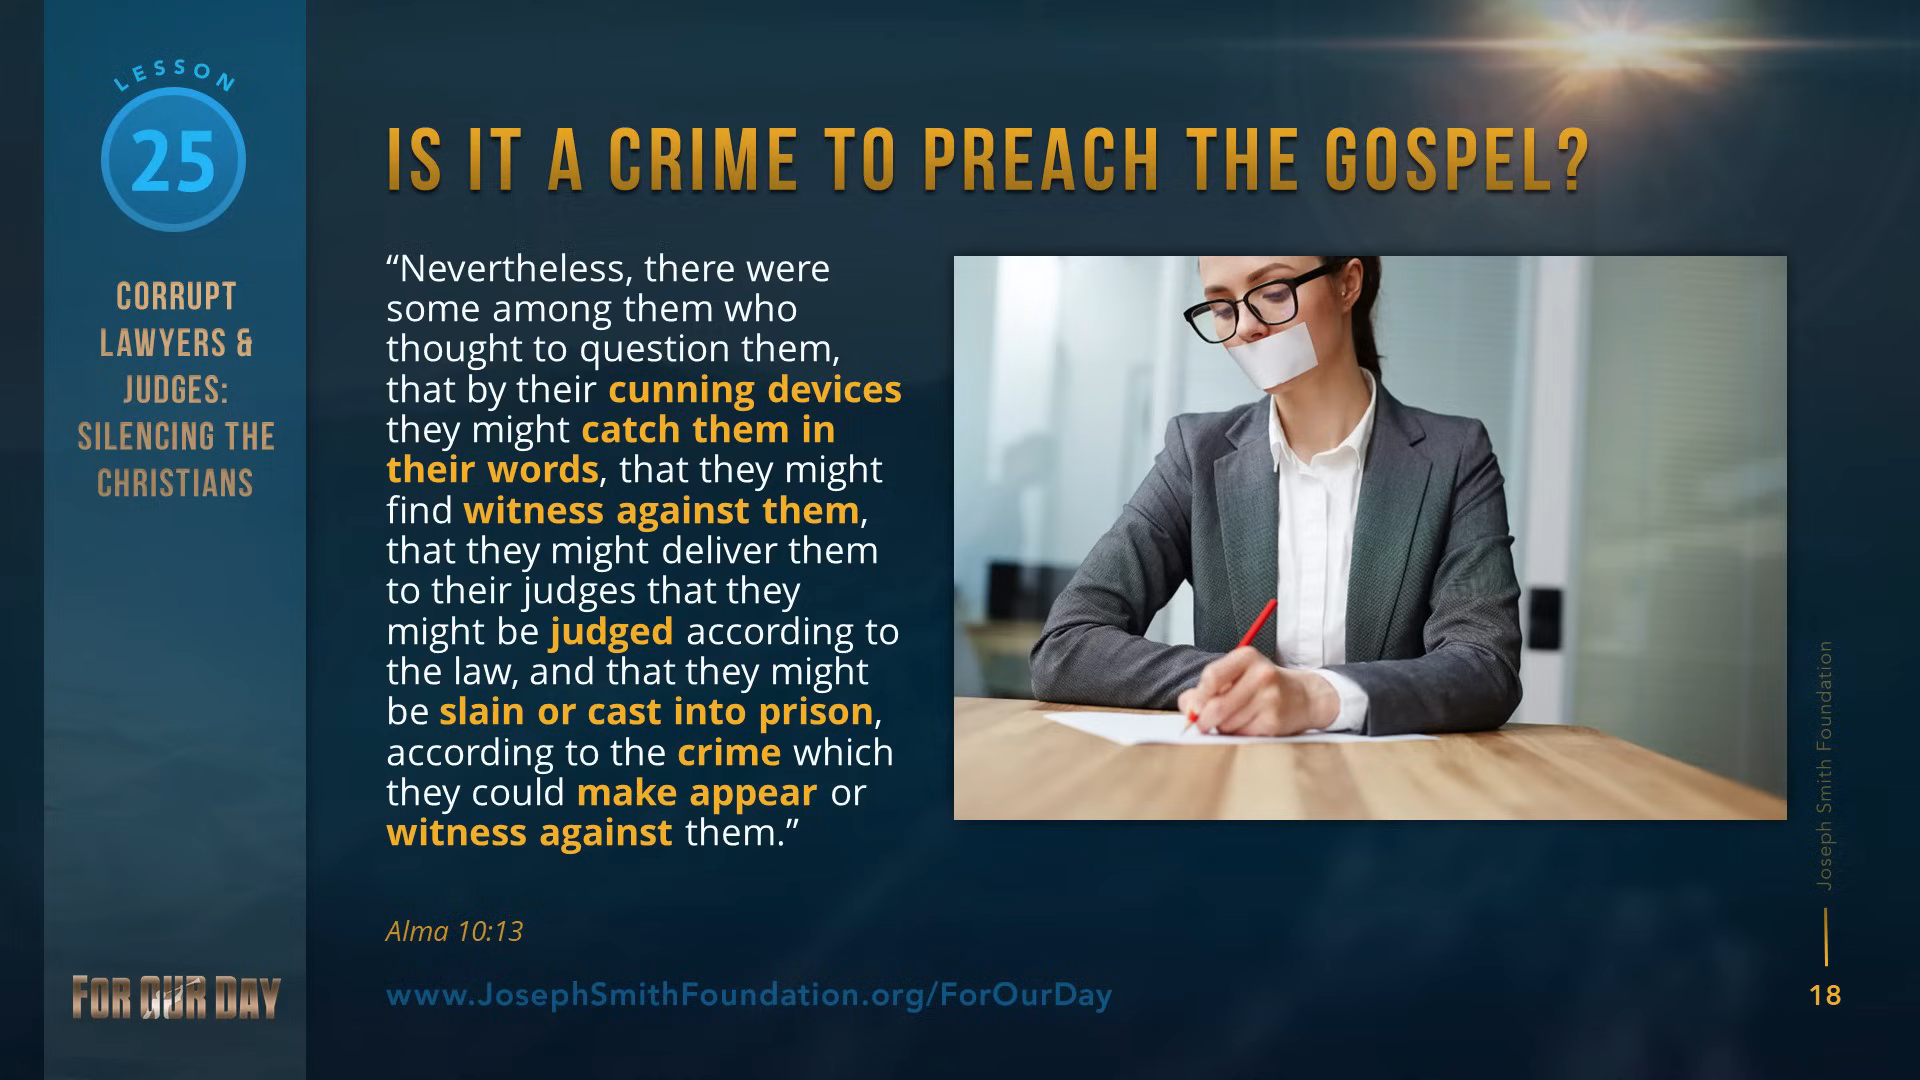 LESSON
25
CORRUPT
LAWYERS &
JUDGES:
SILENCING THE
CHRISTIANS
FOR OUR DAY
IS IT A CRIME TO PREACH THE GOSPEL?
“Nevertheless, there were
some among them who
thought to question them,
that by their cunning devices
they might catch them in
their words, that they might
find witness against them,
that they might deliver them
to their judges that they
might be judged according to
the law, and that they might
be slain or cast into prison,
according to the crime which
they could make appear or
witness against them.”
Alma 10:13
www.JosephSmithFoundation.org/ForOurDay
Joseph Smith Foundation
18